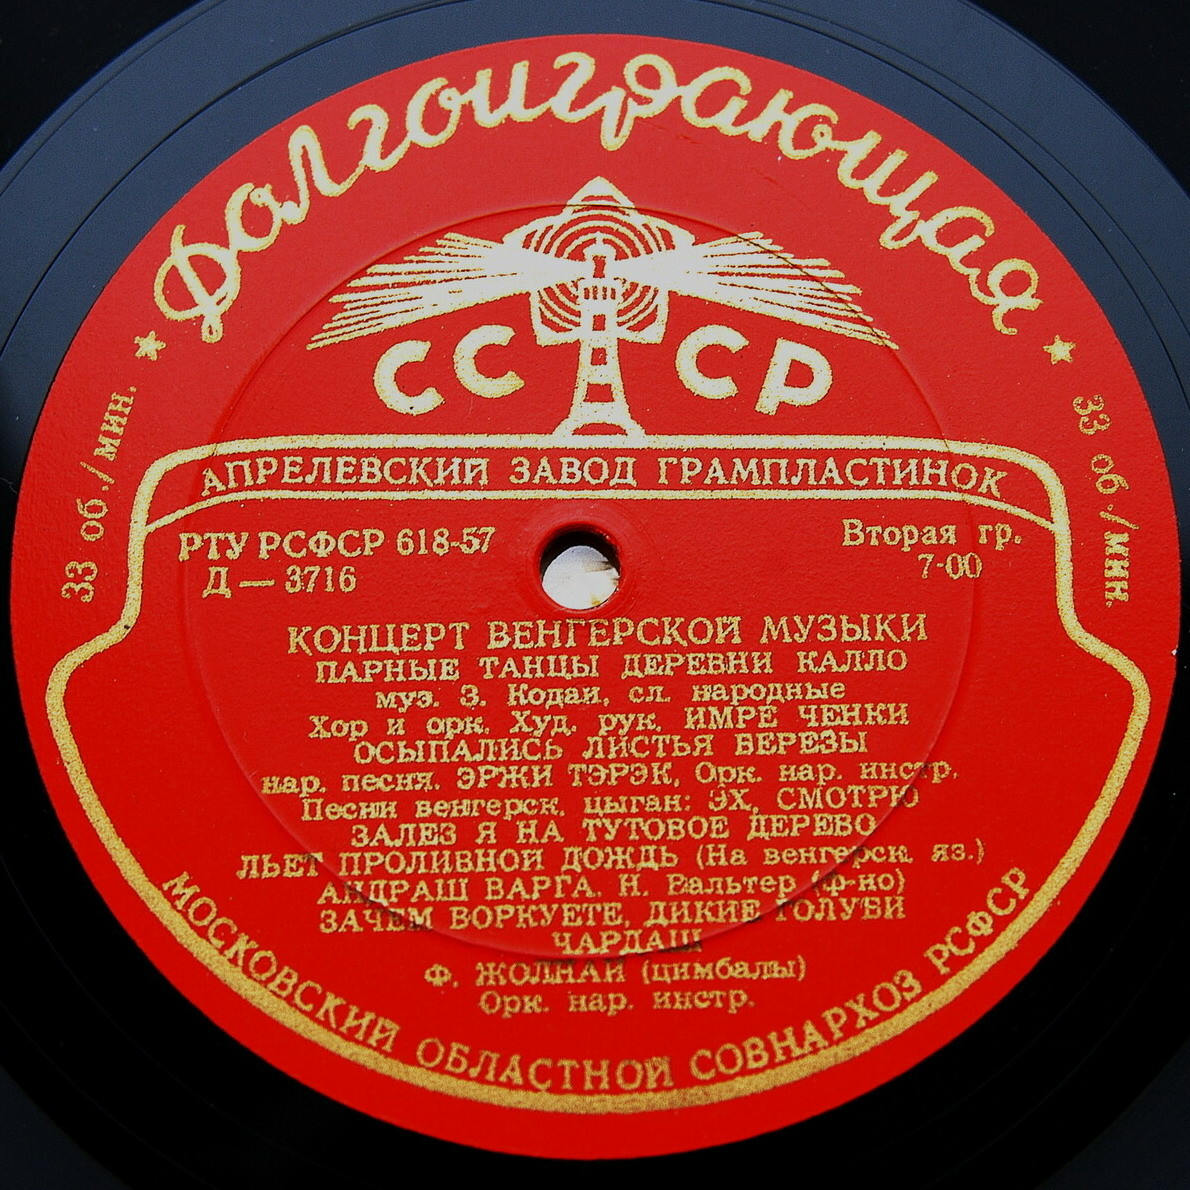 Долгоиграющая
СССР
33 об./мин.
33 об./мин.
АПРЕЛЕВСКИЙ ЗАВОД ГРАМПЛАСТИНОК
РТУ РСФСР 618-57
Вторая гр.
Д — 3716
7-00
КОНЦЕРТ ВЕНГЕРСКОЙ МУЗЫКИ
ПАРНЫЕ ТАНЦЫ ДЕРЕВНИ КАЛЛО
муз. З. Кодаи, сл. народные
Хор и орк. Худ. рук. ИМРЕ ЧЕНКИ
ОСЫПАЛИСЬ ЛИСТЬЯ БЕРЕЗЫ
нар. песня. ЭРЖИ ТЭРЭК, Орк. нар. инстр.
Песни венгерск. цыган: ЭХ, СМОТРЮ
ЗАЛЕЗ Я НА ТУТОВОЕ ДЕРЕВО
ЛЬЕТ ПРОЛИВНОЙ ДОЖДЬ (На венгерск. яз.)
АНДРАШ ВАРГА. Н. Вальтер (ф-но)
ЗАЧЕМ ВОРКУЕТЕ, ДИКИЕ ГОЛУБИ
ЧАРДАШ
Ф. ЖОЛНАИ (цимбалы)
Орк. нар. инстр.
МОСКОВСКИЙ ОБЛАСТНОЙ СОВНАРХОЗ РСФСР